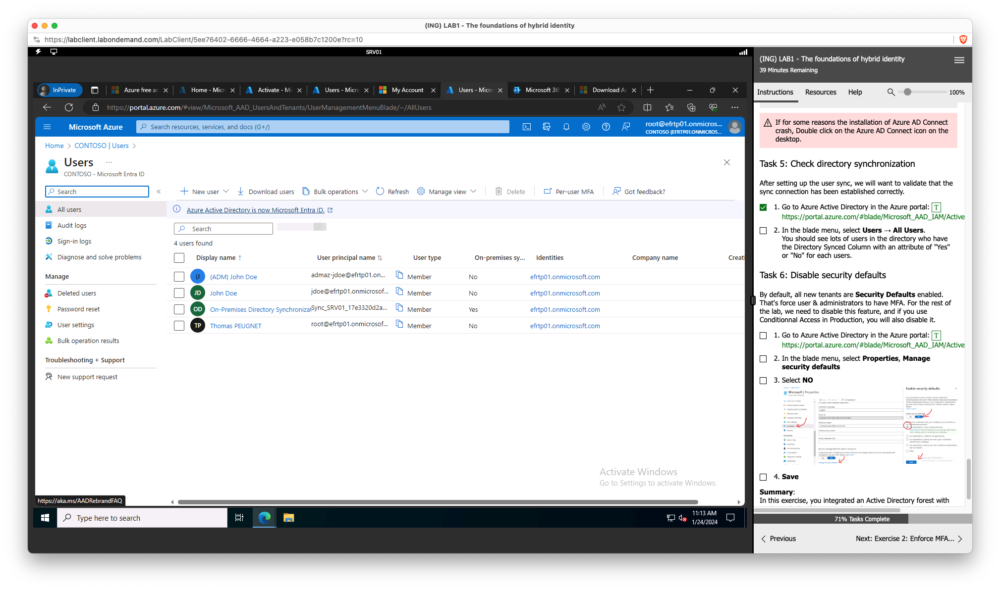 (ING) LAB1 - The foundations of hybrid identity
https://labclient.labondemand.com/LabClient/5ee76402-6666-4664-a223-e058b7c1200e?rc=10
SRV01
InPrivate
Azure free ac
Home - Micr
Activate - Mi
Users - Micro
My Account
Users - Micro
Microsoft 36
Download Az
https://portal.azure.com/#view/Microsoft_AAD_UsersAndTenants/UserManagementMenuBlade/~/AllUsers
Microsoft Azure
Search resources, services, and docs (G+/)
root@efrtp01.onmicros...
CONTOSO (EFRTP01.ONMICROS...
Home > CONTOSO | Users >
Users ...
CONTOSO - Microsoft Entra ID
Search
«
New user
Download users
Bulk operations
Refresh
Manage view
Delete
Per-user MFA
Got feedback?
All users
Audit logs
Sign-in logs
Diagnose and solve problems
Manage
Deleted users
Password reset
User settings
Bulk operation results
Troubleshooting + Support
New support request
Azure Active Directory is now Microsoft Entra ID.
Search
4 users found
Display name ↑ User principal name ↑↓ User type On-premises sy... Identities Company name Creati
(J (ADM) John Doe admaz-jdoe@efrtp01.on... Member No efrtp01.onmicrosoft.com
JD John Doe jdoe@efrtp01.onmicrosof... Member No efrtp01.onmicrosoft.com
OD On-Premises Directory Synchronizat Sync_SRV01_17e3320d2a... Member Yes efrtp01.onmicrosoft.com
TP Thomas PEUGNET root@efrtp01.onmicrosof... Member No efrtp01.onmicrosoft.com
Activate Windows
Go to Settings to activate Windows.
https://aka.ms/AADRebrandFAQ
Type here to search
11:13 AM
1/24/2024
(ING) LAB1 - The foundations of hybrid identity
39 Minutes Remaining
Instructions Resources Help 100%
If for some reasons the installation of Azure AD Connect
crash, Double click on the Azure AD Connect icon on the
desktop.
Task 5: Check directory synchronization
After setting up the user sync, we will want to validate that the
sync connection has been established correctly.
1. Go to Azure Active Directory in the Azure portal: T
https://portal.azure.com/#blade/Microsoft_AAD_IAM/Active
2. In the blade menu, select Users → All Users.
You should see lots of users in the directory who have
the Directory Synced Column with an attribute of "Yes"
or "No" for each users.
Task 6: Disable security defaults
By default, all new tenants are Security Defaults enabled.
That's force user & administrators to have MFA. For the rest of
the lab, we need to disable this feature, and if you use
Conditionnal Access in Production, you will also disable it.
1. Go to Azure Active Directory in the Azure portal: T
https://portal.azure.com/#blade/Microsoft_AAD_IAM/Active
2. In the blade menu, select Properties, Manage
security defaults
3. Select NO
Microsoft | Properties
Enable security defaults
4. Save
Summary:
In this exercise, you integrated an Active Directory forest with
71% Tasks Complete
< Previous
Next: Exercise 2: Enforce MFA... >